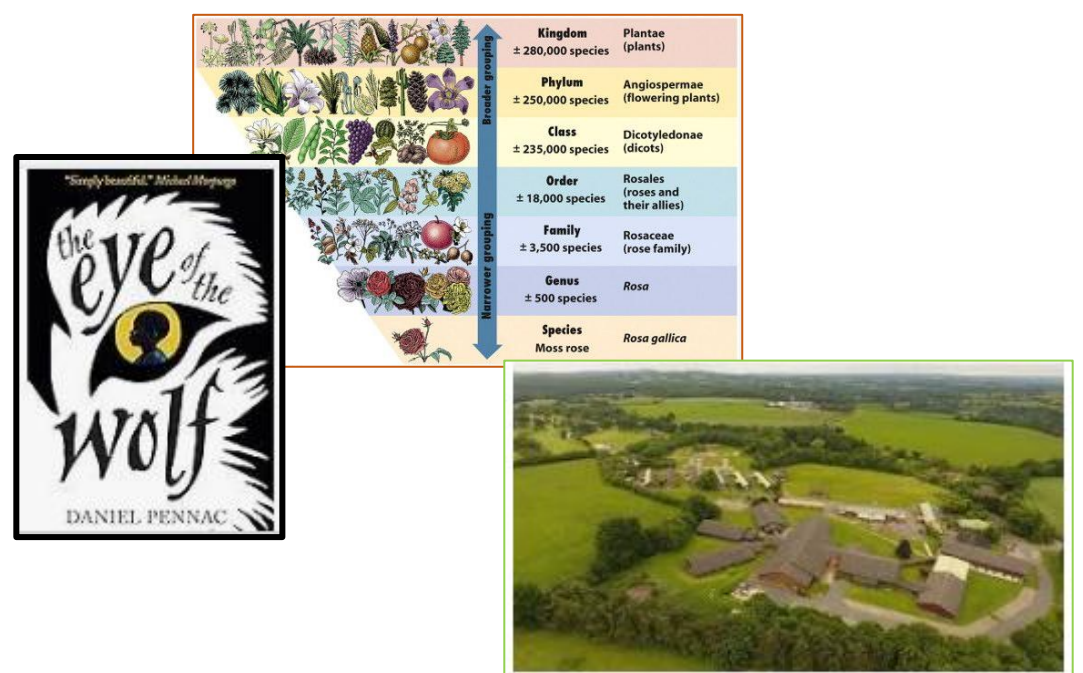 Broader grouping
Narrower grouping
Kingdom
± 280,000 species
Plantae
(plants)
Phylum
± 250,000 species
Angiospermae
(flowering plants)
Class
± 235,000 species
Dicotyledonae
(dicots)
Order
± 18,000 species
Rosales
(roses and
their allies)
Family
± 3,500 species
Rosaceae
(rose family)
Genus
± 500 species
Rosa
Species
Moss rose
Rosa gallica
"Simply beautiful." Michael Morpurgo
the
eye of the
wolf
DANIEL PENNAC